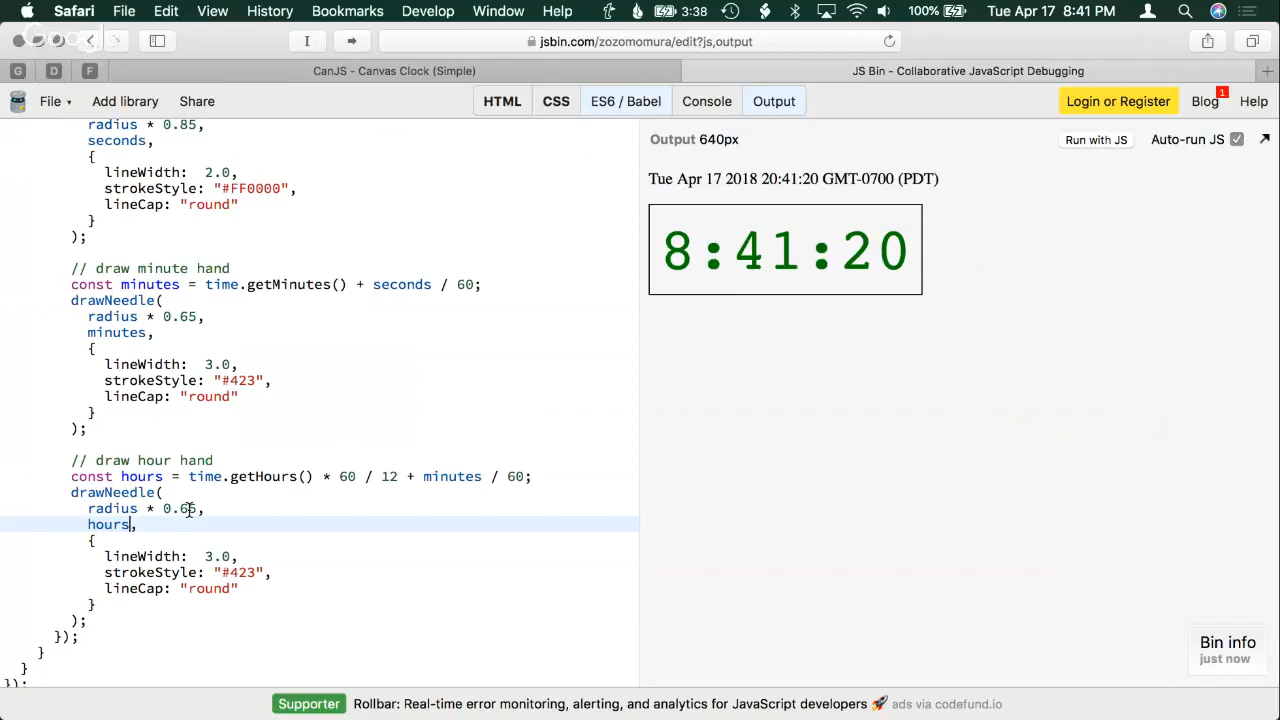 Safari File Edit View History Bookmarks Develop Window Help 3:38 100% Tue Apr 17 8:41 PM
jsbin.com/zozomomura/edit?js,output
G D F CanJS - Canvas Clock (Simple) JS Bin - Collaborative JavaScript Debugging
File Add library Share HTML CSS ES6 / Babel Console Output Login or Register Blog 1 Help
radius * 0.85,
seconds,
{
lineWidth: 2.0,
strokeStyle: "#FF0000",
lineCap: "round"
}
);
// draw minute hand
const minutes = time.getMinutes() + seconds / 60;
drawNeedle(
radius * 0.65,
minutes,
{
lineWidth: 3.0,
strokeStyle: "#423",
lineCap: "round"
}
);
// draw hour hand
const hours = time.getHours() * 60 / 12 + minutes / 60;
drawNeedle(
radius * 0.65,
hours,
{
lineWidth: 3.0,
strokeStyle: "#423",
lineCap: "round"
}
);
});
}
}
});
Output 640px Run with JS Auto-run JS
Tue Apr 17 2018 20:41:20 GMT-0700 (PDT)
8:41:20
Bin info
just now
Supporter Rollbar: Real-time error monitoring, alerting, and analytics for JavaScript developers 🚀 ads via codefund.io